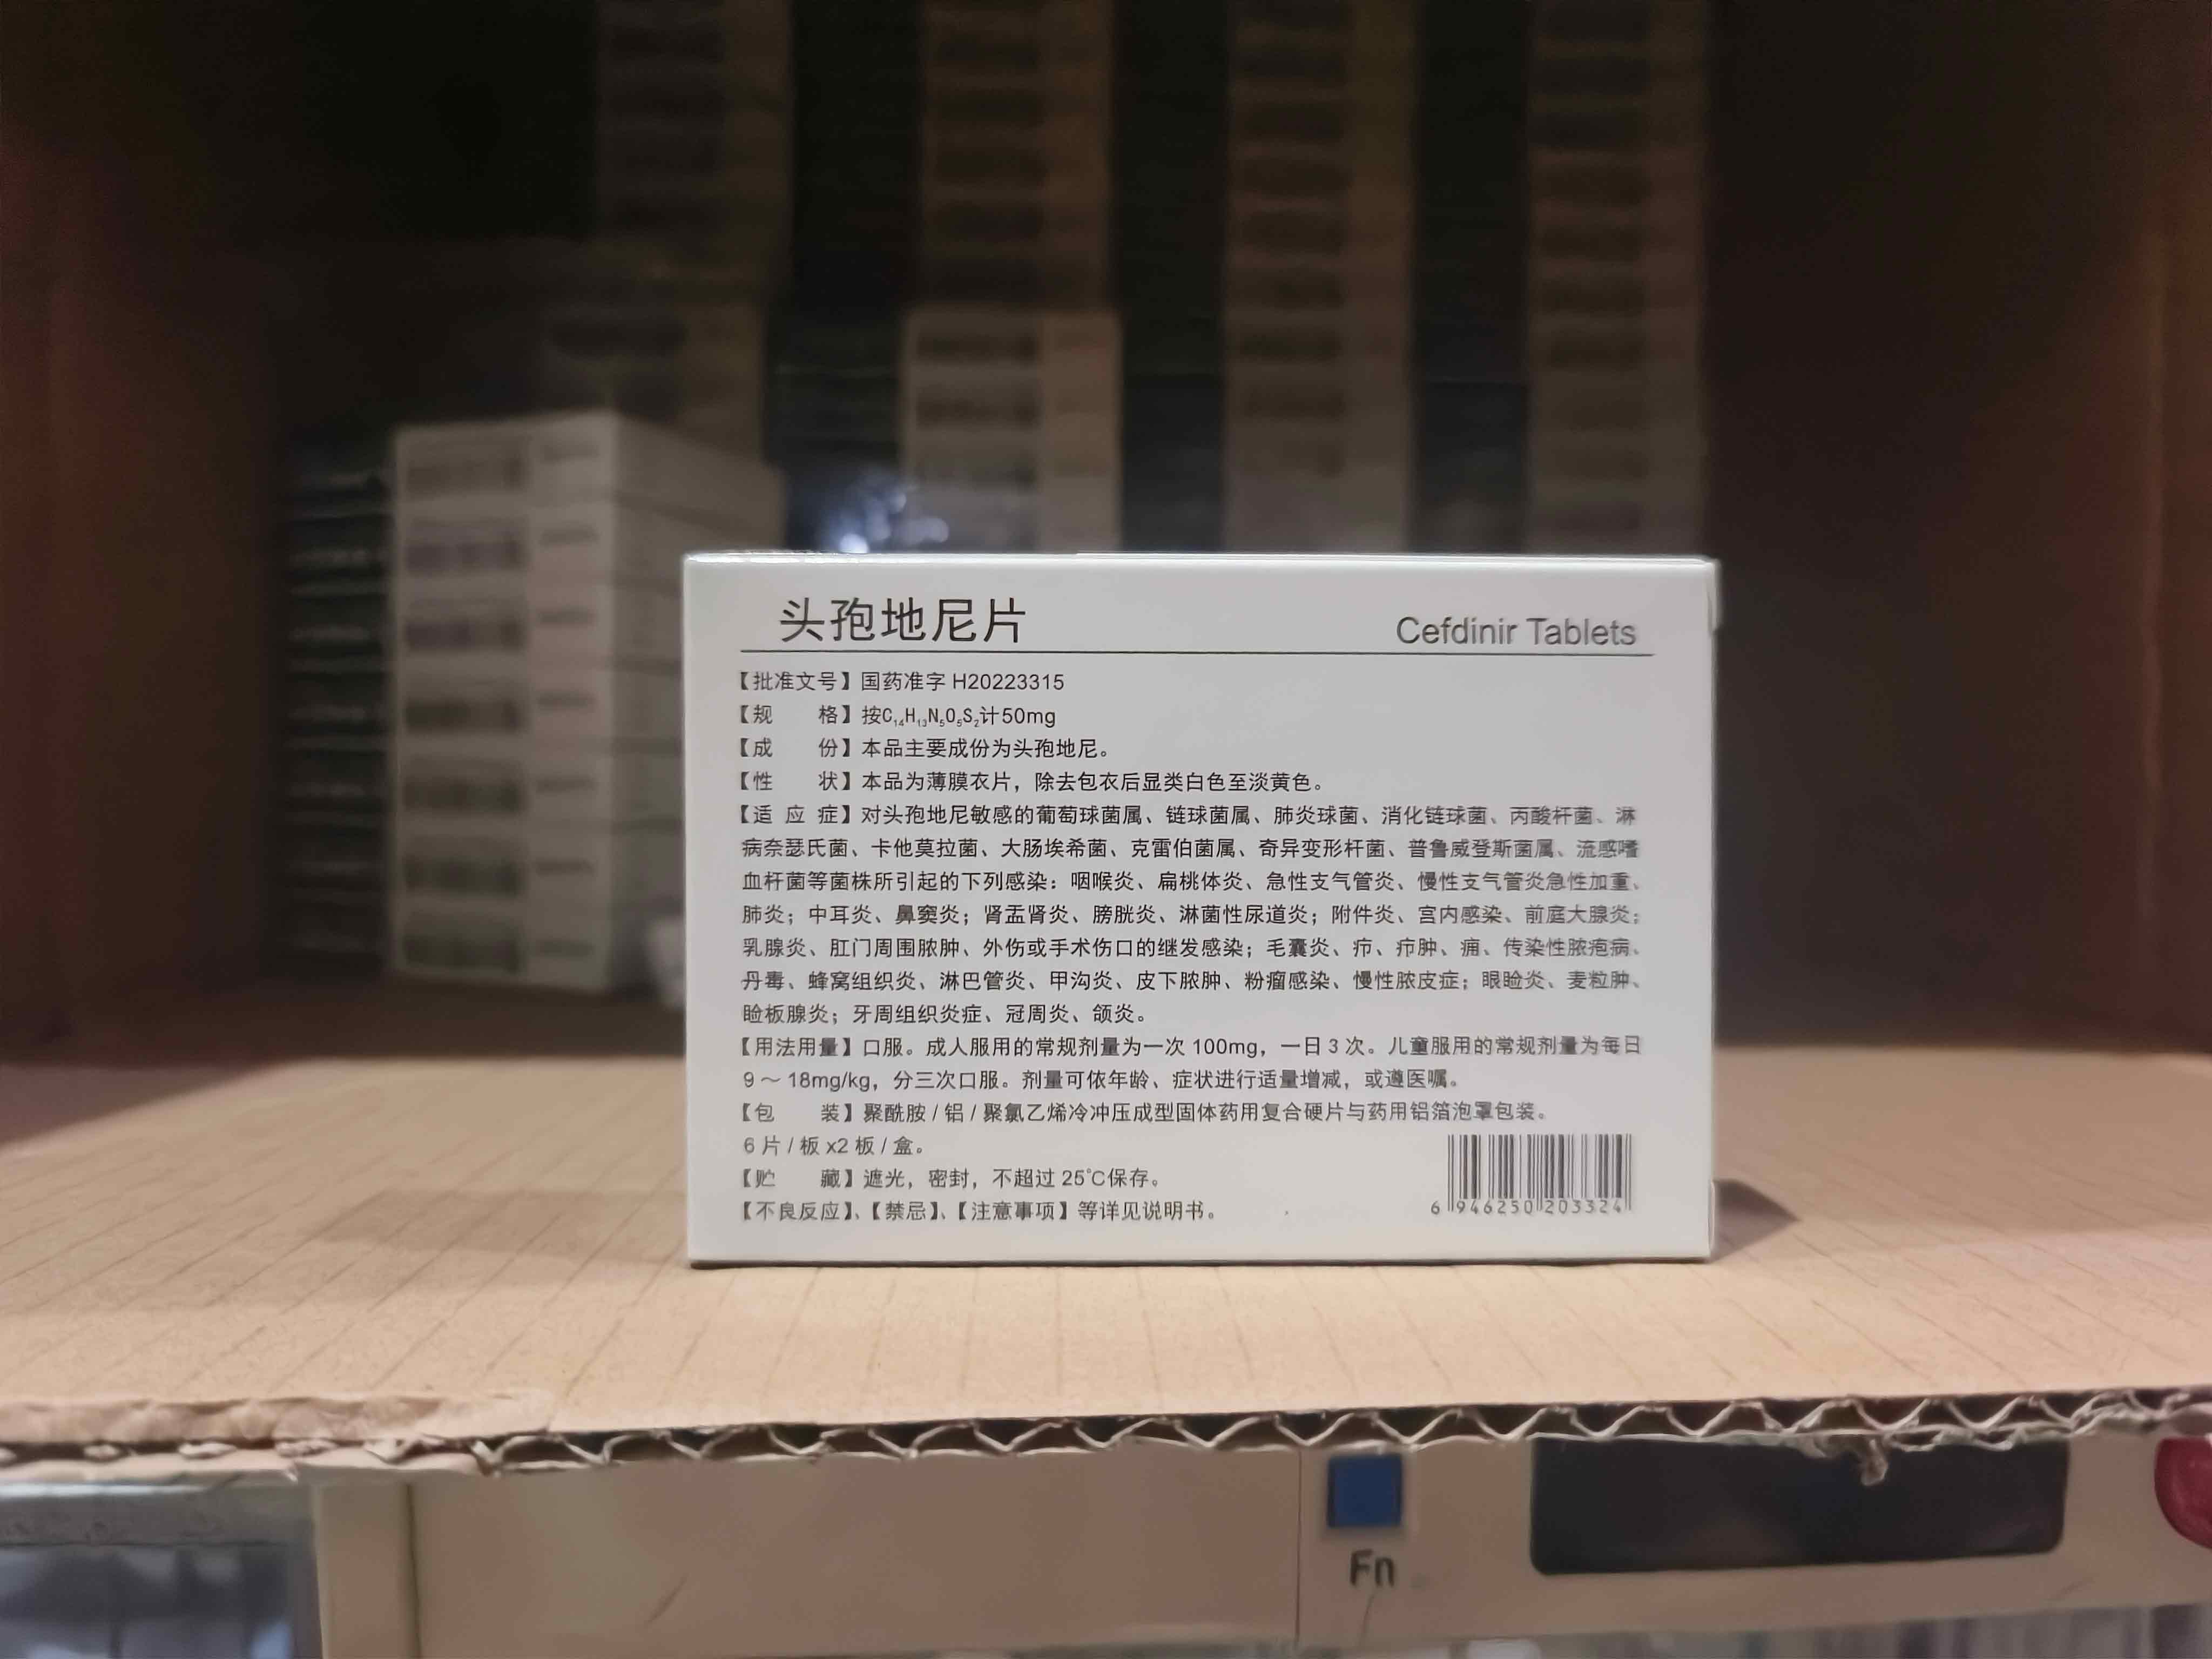 头孢地尼片
Cefdinir Tablets
【批准文号】国药准字 H20223315
【规　　格】按C₁₄H₁₃N₅O₅S₂计50mg
【成　　份】本品主要成份为头孢地尼。
【性　　状】本品为薄膜衣片，除去包衣后显类白色至淡黄色。
【适 应 症】对头孢地尼敏感的葡萄球菌属、链球菌属、肺炎球菌、消化链球菌、丙酸杆菌、淋
病奈瑟氏菌、卡他莫拉菌、大肠埃希菌、克雷伯菌属、奇异变形杆菌、普鲁威登斯菌属、流感嗜
血杆菌等菌株所引起的下列感染：咽喉炎、扁桃体炎、急性支气管炎、慢性支气管炎急性加重、
肺炎；中耳炎、鼻窦炎；肾盂肾炎、膀胱炎、淋菌性尿道炎；附件炎、宫内感染、前庭大腺炎；
乳腺炎、肛门周围脓肿、外伤或手术伤口的继发感染；毛囊炎、疖、疖肿、痈、传染性脓疱病、
丹毒、蜂窝组织炎、淋巴管炎、甲沟炎、皮下脓肿、粉瘤感染、慢性脓皮症；眼睑炎、麦粒肿、
睑板腺炎；牙周组织炎症、冠周炎、颌炎。
【用法用量】口服。成人服用的常规剂量为一次 100mg，一日 3 次。儿童服用的常规剂量为每日
9 ～ 18mg/kg，分三次口服。剂量可依年龄、症状进行适量增减，或遵医嘱。
【包　　装】聚酰胺 / 铝 / 聚氯乙烯冷冲压成型固体药用复合硬片与药用铝箔泡罩包装。
6 片 / 板 x2 板 / 盒。
【贮　　藏】遮光，密封，不超过 25℃保存。
【不良反应】、【禁忌】、【注意事项】等详见说明书。
6 946250 203324
Fn